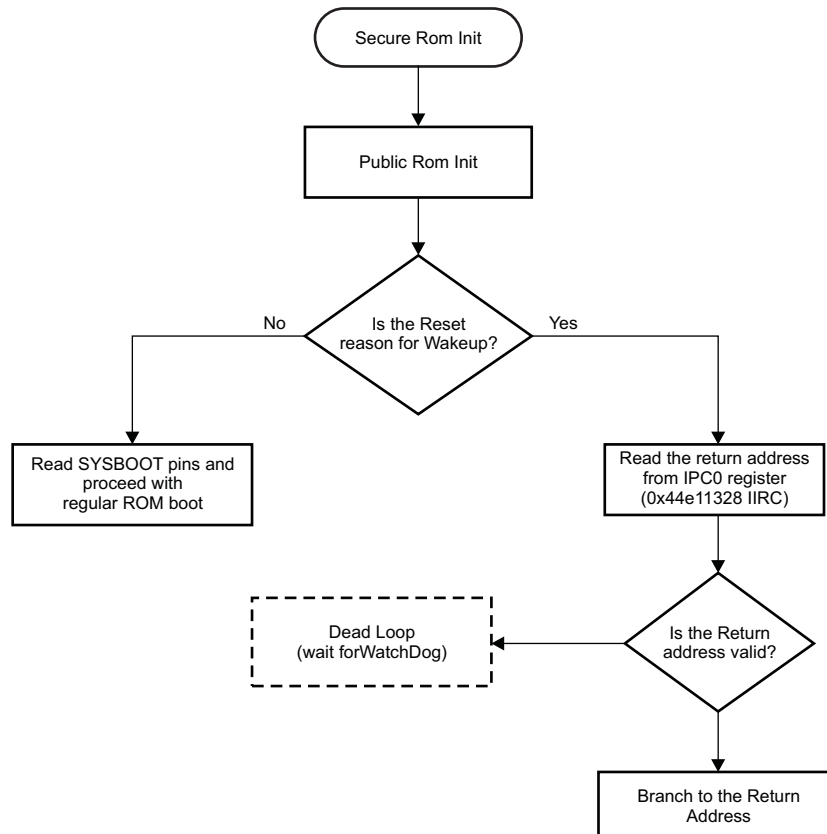 Secure Rom Init
Public Rom Init
Is the Reset
reason for Wakeup?
No
Yes
Read SYSBOOT pins and
proceed with
regular ROM boot
Read the return address
from IPC0 register
(0x44e11328 IIRC)
Dead Loop
(wait forWatchDog)
Is the Return
address valid?
Branch to the Return
Address